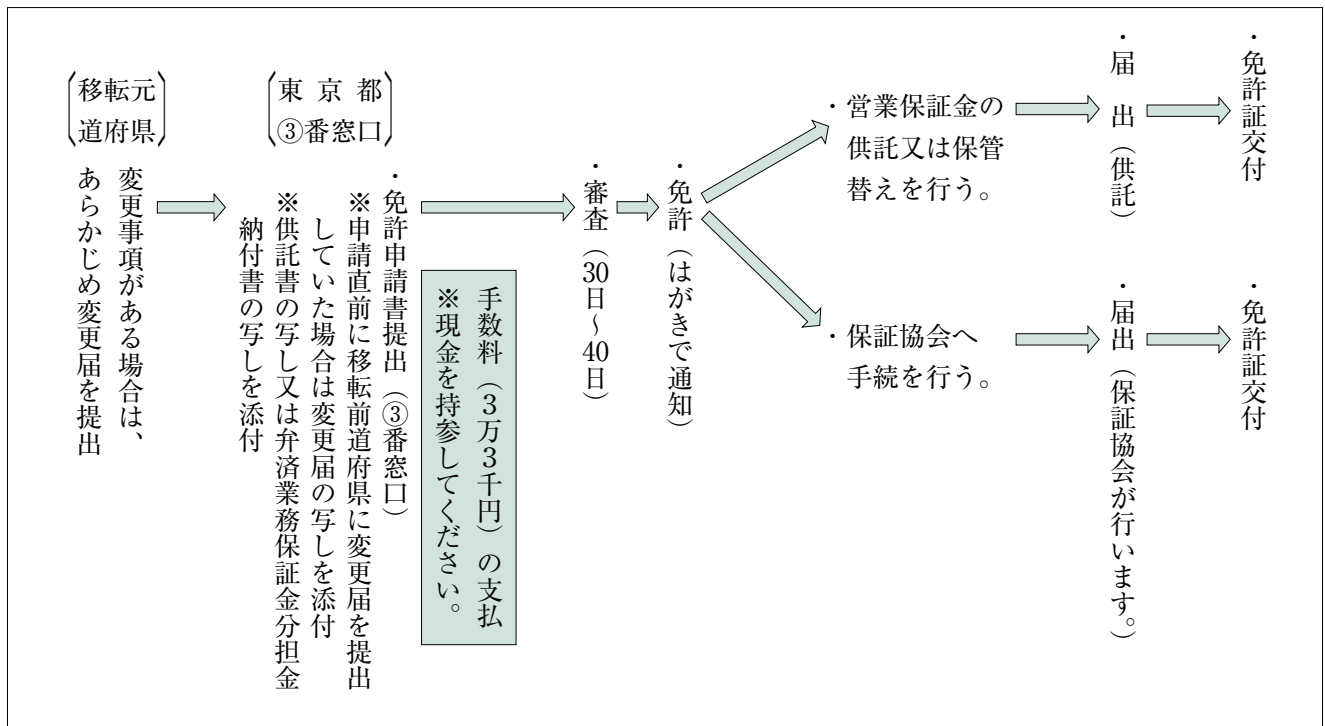 移転元
道府県
変更事項がある場合は、
あらかじめ変更届を提出
東京都
③番窓口
・免許申請書提出（③番窓口）
※申請直前に移転前道府県に変更届を提出
していた場合は変更届の写しを添付
※供託書の写し又は弁済業務保証金分担金
納付書の写しを添付
手数料（３万３千円）の支払
※現金を持参してください。
・審査（30日～40日）
・免許（はがきで通知）
・営業保証金の
供託又は保管
替えを行う。
・届出（供託）
・免許証交付
・保証協会へ
手続を行う。
・届出（保証協会が行います。）
・免許証交付